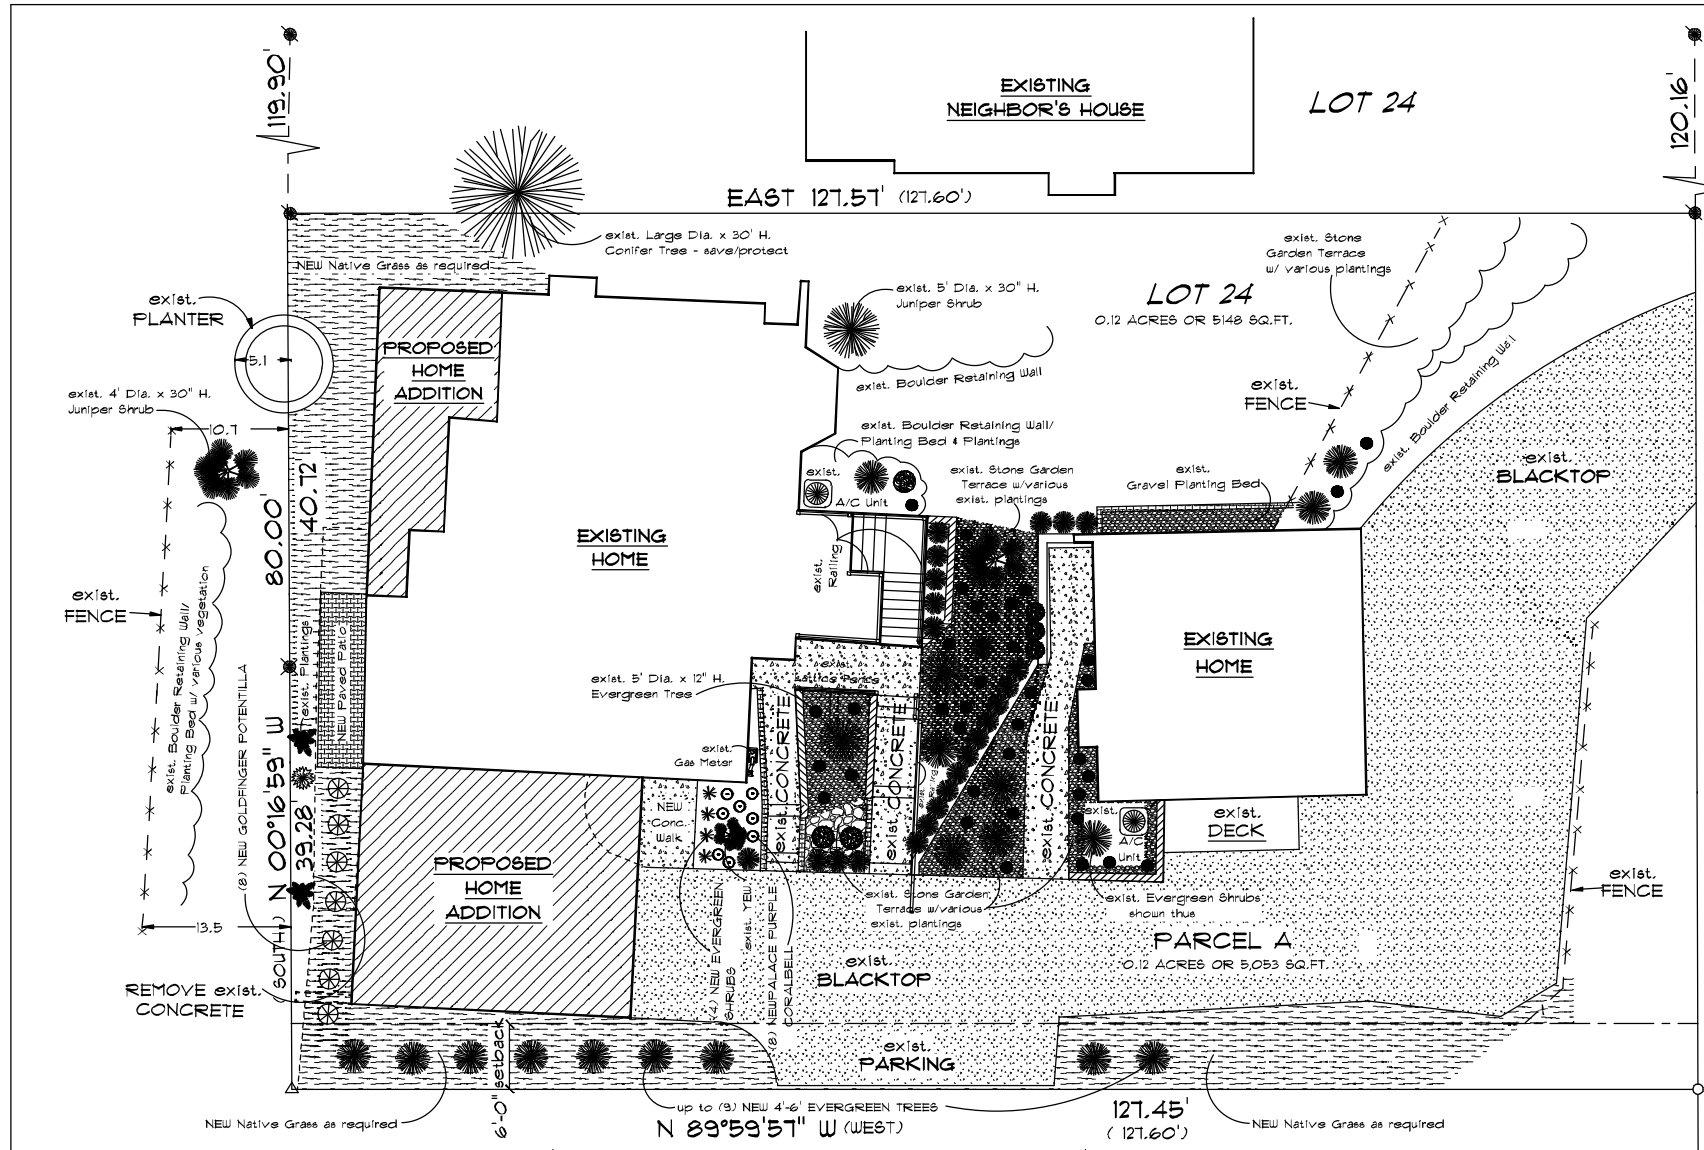 119.90'
EXISTING
NEIGHBOR'S HOUSE
LOT 24
120.16'
EAST 127.57' (127.60')
exist. Large Dia. x 30' H.
Conifer Tree - save/protect
NEW Native Grass as required
exist. Stone
Garden Terrace
w/ various plantings
exist.
PLANTER
5.1
exist. 5' Dia. x 30" H.
Juniper Shrub
LOT 24
0.12 ACRES OR 5148 SQ.FT.
PROPOSED
HOME
ADDITION
exist. Boulder Retaining Wall
exist. 4' Dia. x 30" H.
Juniper Shrub
10.7
exist.
FENCE
exist. Boulder Retaining Wall
exist. Boulder Retaining Wall/
Planting Bed & Plantings
exist.
A/C Unit
exist. Stone Garden
Terrace w/various
exist. plantings
exist.
Gravel Planting Bed
exist.
BLACKTOP
80.00'
40.72'
EXISTING
HOME
exist.
Railing
exist.
FENCE
exist. Boulder Retaining Wall/
Planting Bed w/ various vegetation
exist. Plantings
NEW Paved Patio
EXISTING
HOME
exist.
Lattice Fence
exist. 5' Dia. x 12" H.
Evergreen Tree
(8) NEW GOLDFINGER POTENTILLA
N 00°16'59" W
(SOUTH)
39.28'
exist.
Gas Meter
exist. CONCRETE
exist. CONCRETE
exist. CONCRETE
NEW
Conc.
Walk
exist.
A/C
Unit
exist.
DECK
PROPOSED
HOME
ADDITION
exist.
FENCE
13.5
exist. Stone Garden
Terrace w/various
exist. plantings
exist. Evergreen Shrubs
shown thus
(4) NEW EVERGREEN
SHRUBS
exist. YEW
(8) NEW PALACE PURPLE
CORALBELL
PARCEL A
0.12 ACRES OR 5,053 SQ.FT.
exist.
BLACKTOP
REMOVE exist.
CONCRETE
6'-0" setback
exist.
PARKING
up to (9) NEW 4'-6' EVERGREEN TREES
NEW Native Grass as required
N 89°59'57" W (WEST)
127.45'
(127.60')
NEW Native Grass as required